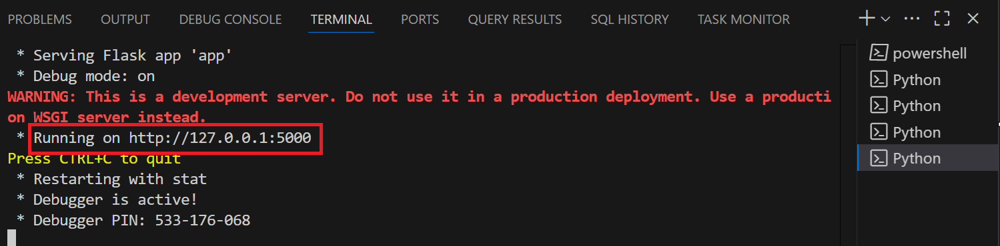 PROBLEMS OUTPUT DEBUG CONSOLE TERMINAL PORTS QUERY RESULTS SQL HISTORY TASK MONITOR
* Serving Flask app 'app'
* Debug mode: on
WARNING: This is a development server. Do not use it in a production deployment. Use a producti
on WSGI server instead.
* Running on http://127.0.0.1:5000
Press CTRL+C to quit
* Restarting with stat
* Debugger is active!
* Debugger PIN: 533-176-068
powershell
Python
Python
Python
Python